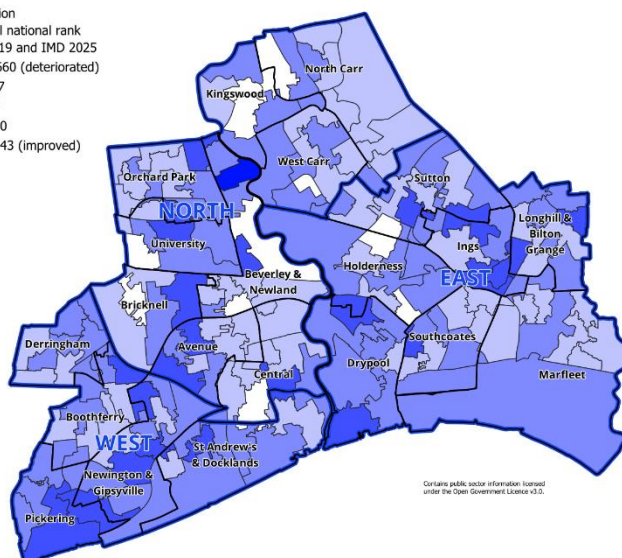 ion
l national rank
19 and IMD 2025
560 (deteriorated)
7
0
43 (improved)
North Carr
Kingswood
West Carr
Orchard Park
Sutton
NORTH
University
Longhill &
Bilton
Grange
Ings
Holderness
EAST
Beverley &
Newland
Bricknell
Derringham
Avenue
Southcoates
Drypool
Central
Marfleet
Boothferry
WEST
St Andrew's
& Docklands
Newington &
Gipsyville
Pickering
Contains public sector information licensed
under the Open Government Licence v3.0.